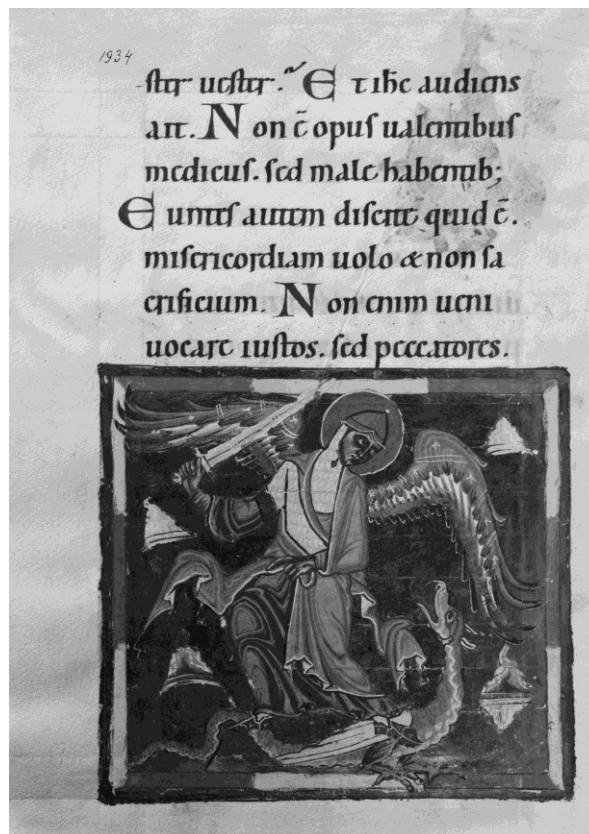 1934
ster uester. Et ihc audiens
ait. Non ē opus ualentibus
medicus. sed male habentib;
Euntes autem discite quid ē.
misericordiam uolo & non sa
crificium. Non enim ueni
uocare iustos. sed peccatores.